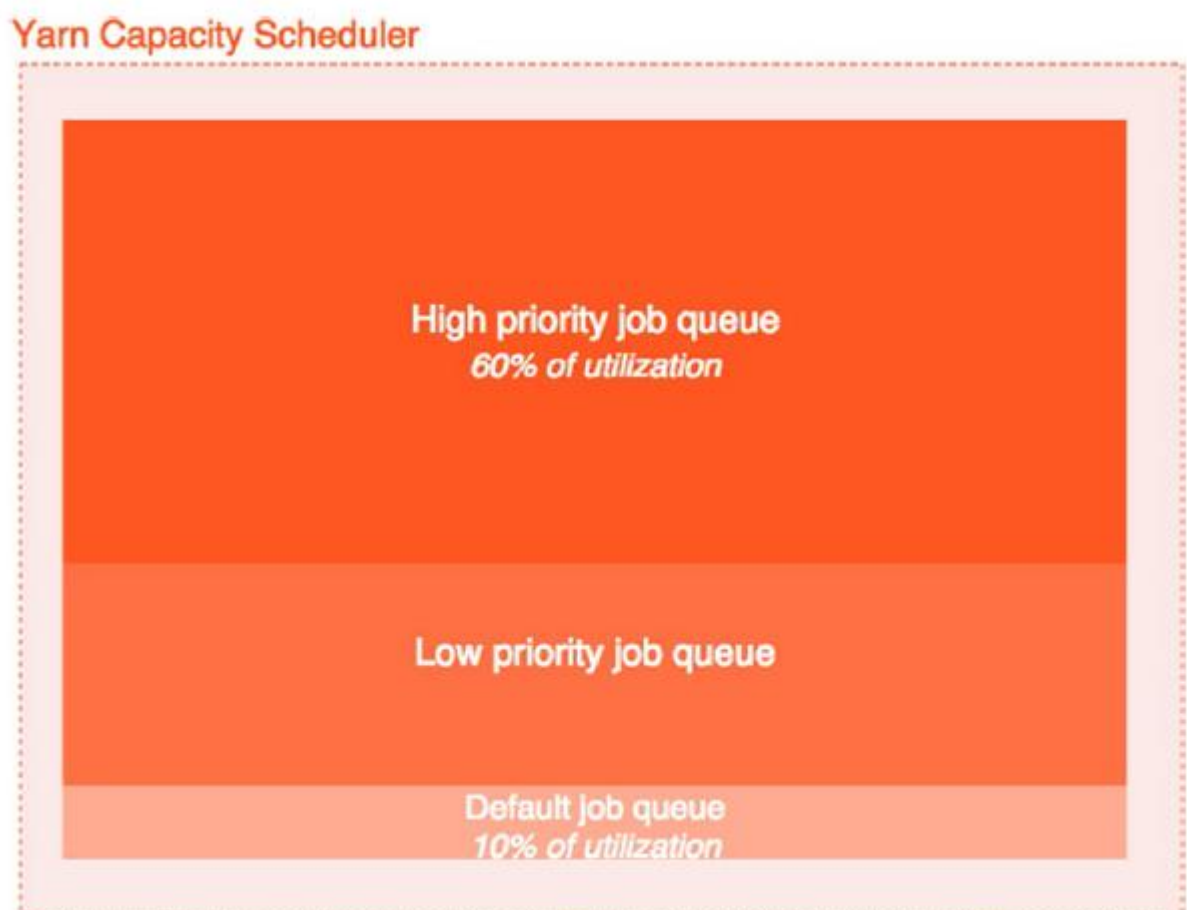 Yarn Capacity Scheduler
High priority job queue
60% of utilization
Low priority job queue
Default job queue
10% of utilization